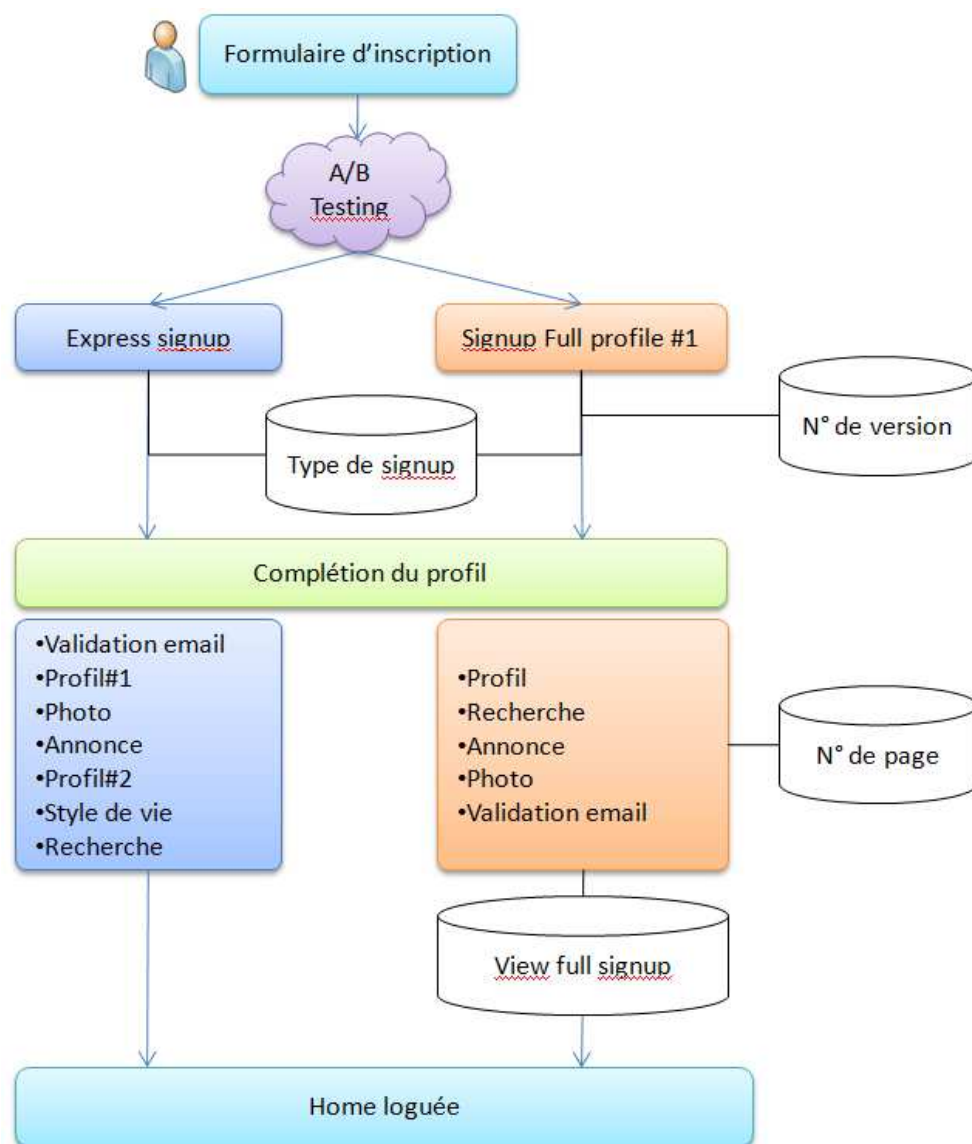 Formulaire d'inscription
A/B
Testing
Express signup
Signup Full profile #1
N° de version
Type de signup
Complétion du profil
•Validation email
•Profil#1
•Photo
•Annonce
•Profil#2
•Style de vie
•Recherche
•Profil
•Recherche
•Annonce
•Photo
•Validation email
N° de page
View full signup
Home loguée